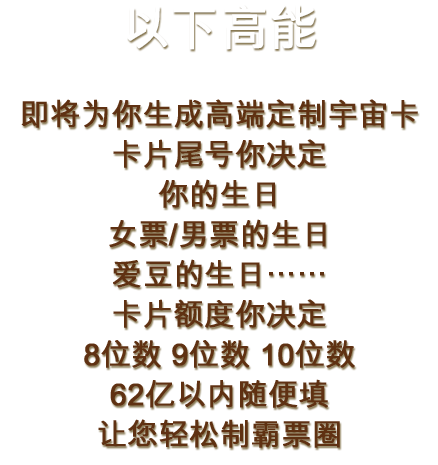 以下高能
即将为你生成高端定制宇宙卡
卡片尾号你决定
你的生日
女票/男票的生日
爱豆的生日……
卡片额度你决定
8位数 9位数 10位数
62亿以内随便填
让您轻松制霸票圈